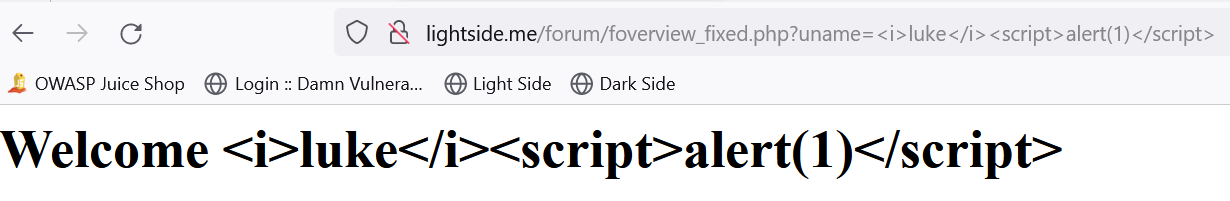 lightside.me/forum/foverview_fixed.php?uname=<i>luke</i><script>alert(1)</script>
OWASP Juice Shop Login :: Damn Vulnera... Light Side Dark Side
Welcome <i>luke</i><script>alert(1)</script>